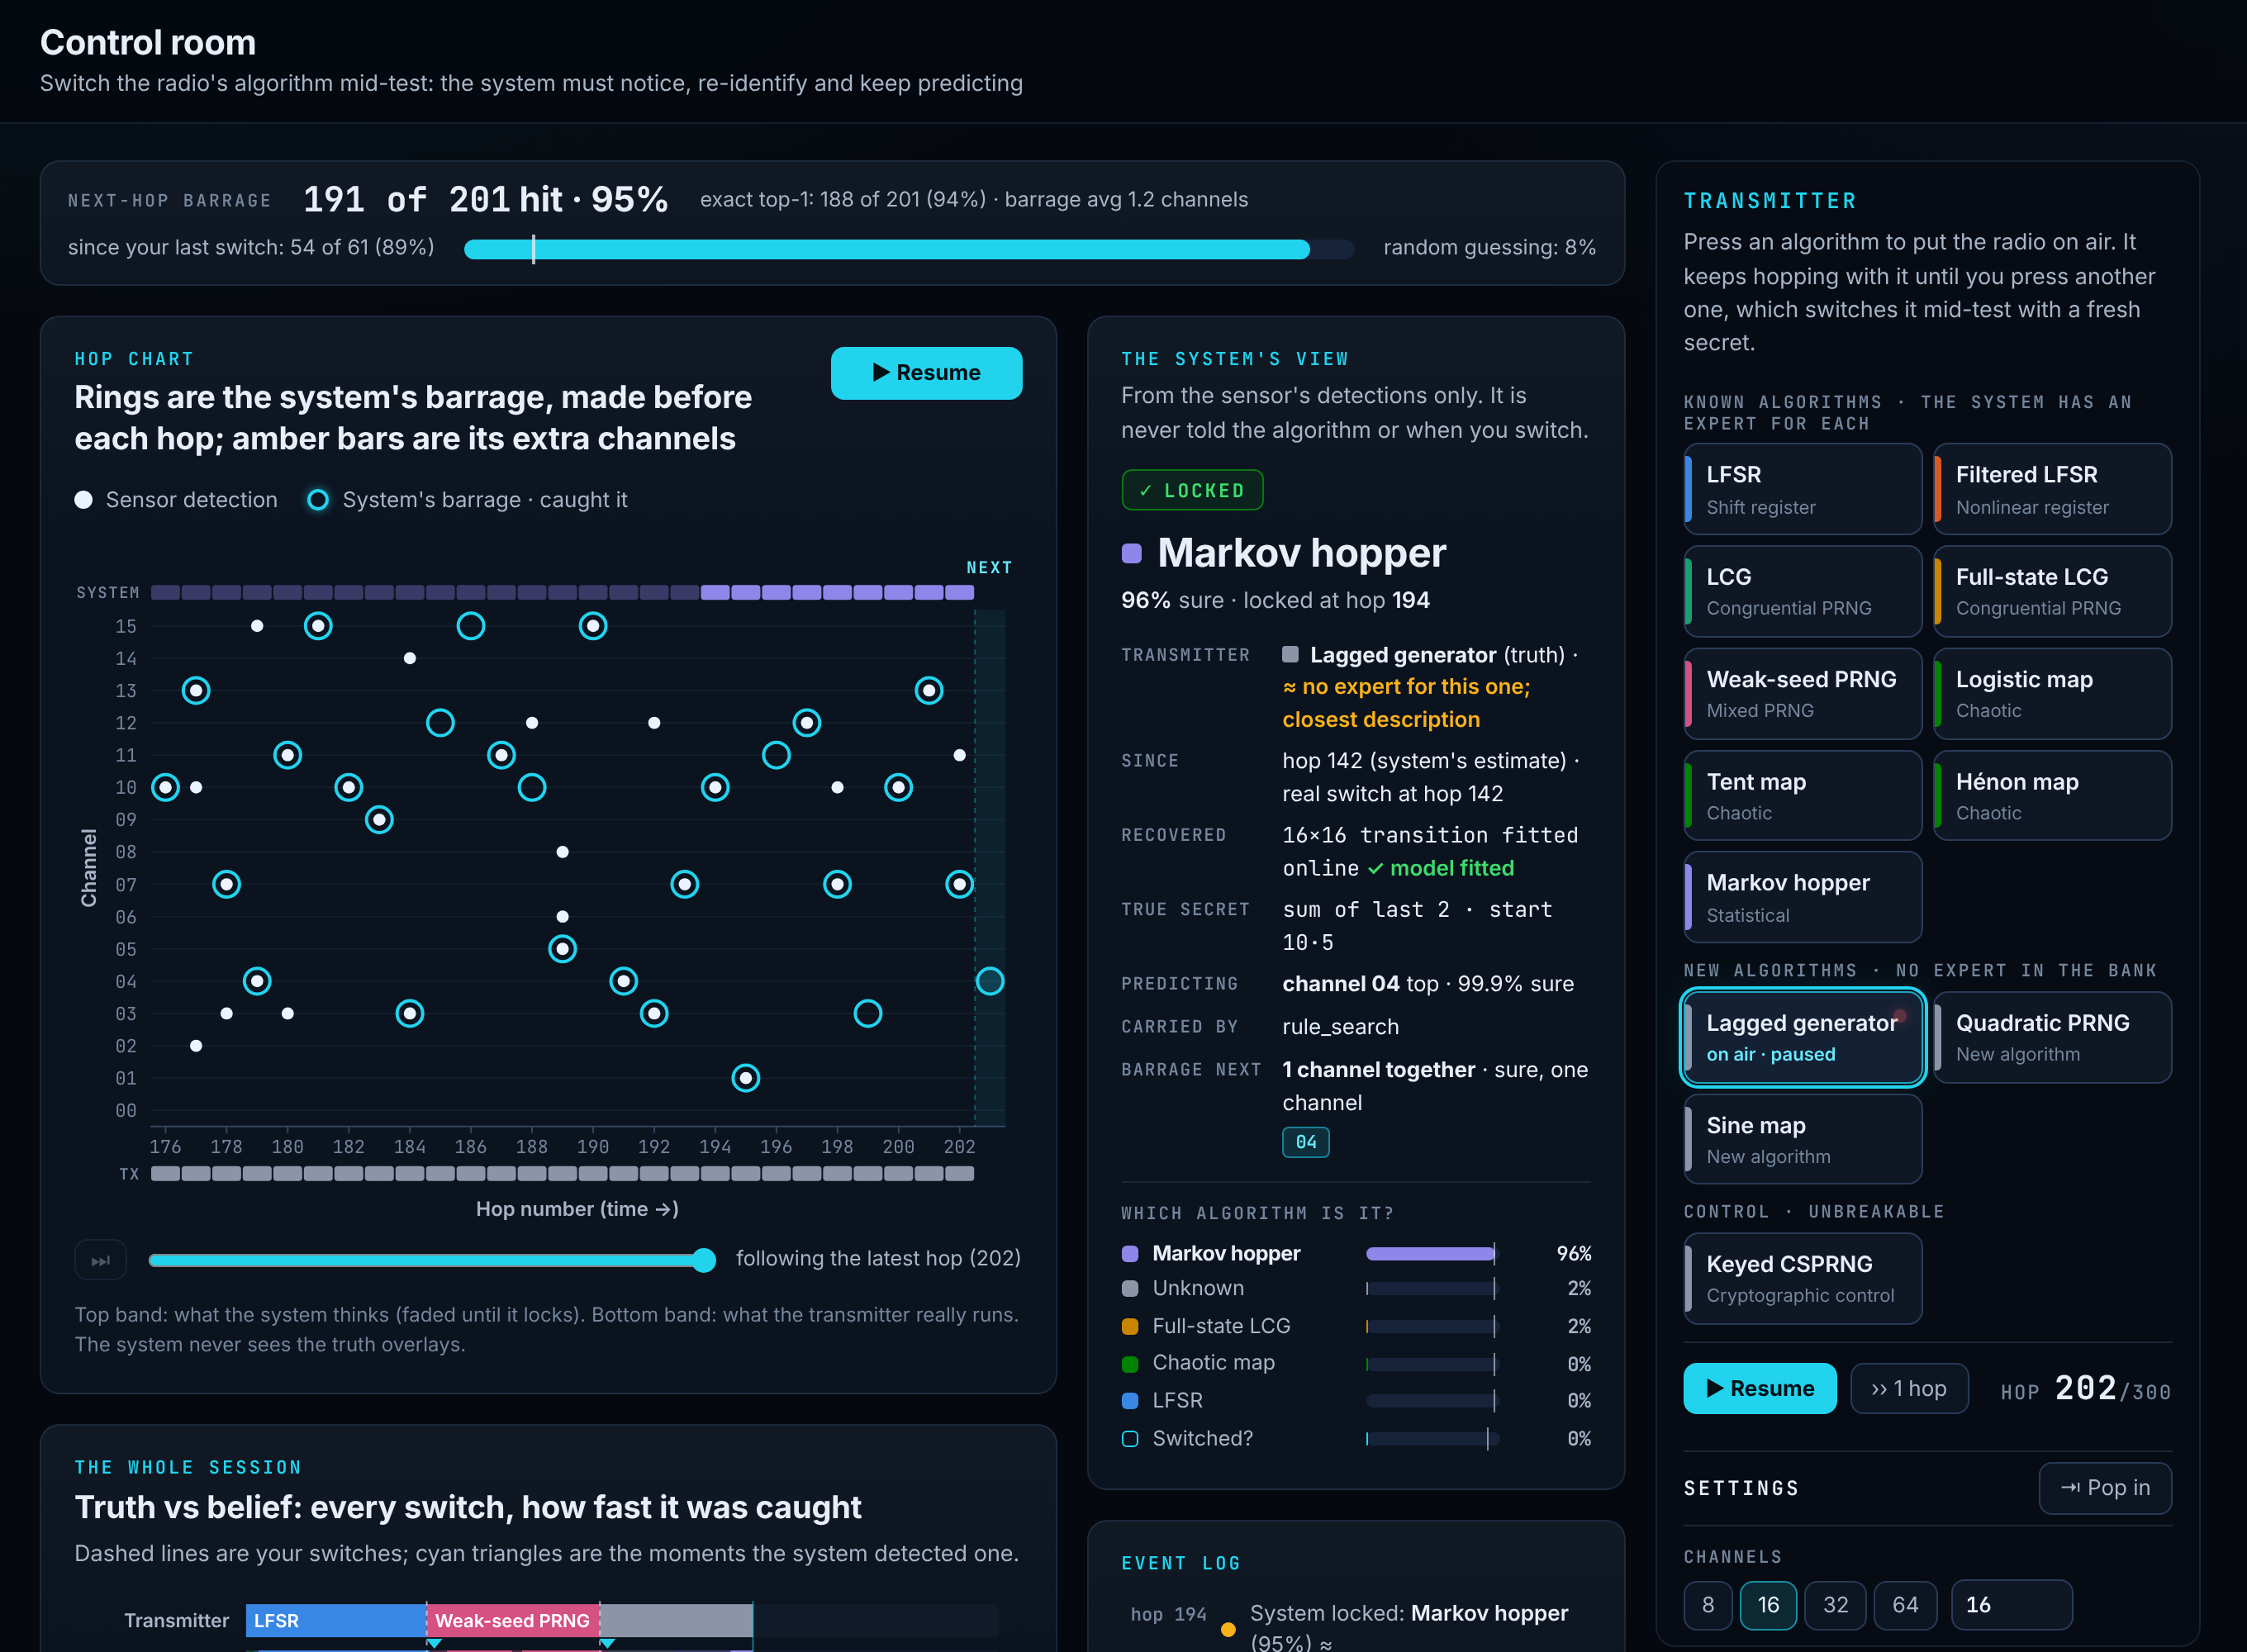 Control room
Switch the radio's algorithm mid-test: the system must notice, re-identify and keep predicting
NEXT-HOP BARRAGE 191 of 201 hit · 95% exact top-1: 188 of 201 (94%) · barrage avg 1.2 channels
since your last switch: 54 of 61 (89%) random guessing: 8%
HOP CHART
Rings are the system's barrage, made before
each hop; amber bars are its extra channels
▶ Resume
Sensor detection System's barrage · caught it
NEXT
SYSTEM
15
14
13
12
11
10
09
08
07
06
05
04
03
02
01
00
Channel
176 178 180 182 184 186 188 190 192 194 196 198 200 202
TX
Hop number (time →)
following the latest hop (202)
Top band: what the system thinks (faded until it locks). Bottom band: what the transmitter really runs.
The system never sees the truth overlays.
THE WHOLE SESSION
Truth vs belief: every switch, how fast it was caught
Dashed lines are your switches; cyan triangles are the moments the system detected one.
Transmitter LFSR Weak-seed PRNG
THE SYSTEM'S VIEW
From the sensor's detections only. It is
never told the algorithm or when you switch.
✓ LOCKED
Markov hopper
96% sure · locked at hop 194
TRANSMITTER Lagged generator (truth) ·
≈ no expert for this one;
closest description
SINCE hop 142 (system's estimate) ·
real switch at hop 142
RECOVERED 16×16 transition fitted
online ✓ model fitted
TRUE SECRET sum of last 2 · start
10·5
PREDICTING channel 04 top · 99.9% sure
CARRIED BY rule_search
BARRAGE NEXT 1 channel together · sure, one
channel
04
WHICH ALGORITHM IS IT?
Markov hopper 96%
Unknown 2%
Full-state LCG 2%
Chaotic map 0%
LFSR 0%
Switched? 0%
EVENT LOG
hop 194 System locked: Markov hopper
(95%) ≈
TRANSMITTER
Press an algorithm to put the radio on air. It
keeps hopping with it until you press another
one, which switches it mid-test with a fresh
secret.
KNOWN ALGORITHMS · THE SYSTEM HAS AN
EXPERT FOR EACH
LFSR
Shift register
Filtered LFSR
Nonlinear register
LCG
Congruential PRNG
Full-state LCG
Congruential PRNG
Weak-seed PRNG
Mixed PRNG
Logistic map
Chaotic
Tent map
Chaotic
Hénon map
Chaotic
Markov hopper
Statistical
NEW ALGORITHMS · NO EXPERT IN THE BANK
Lagged generator
on air · paused
Quadratic PRNG
New algorithm
Sine map
New algorithm
CONTROL · UNBREAKABLE
Keyed CSPRNG
Cryptographic control
▶ Resume ›› 1 hop HOP 202/300
SETTINGS ⇥ Pop in
CHANNELS
8 16 32 64 16